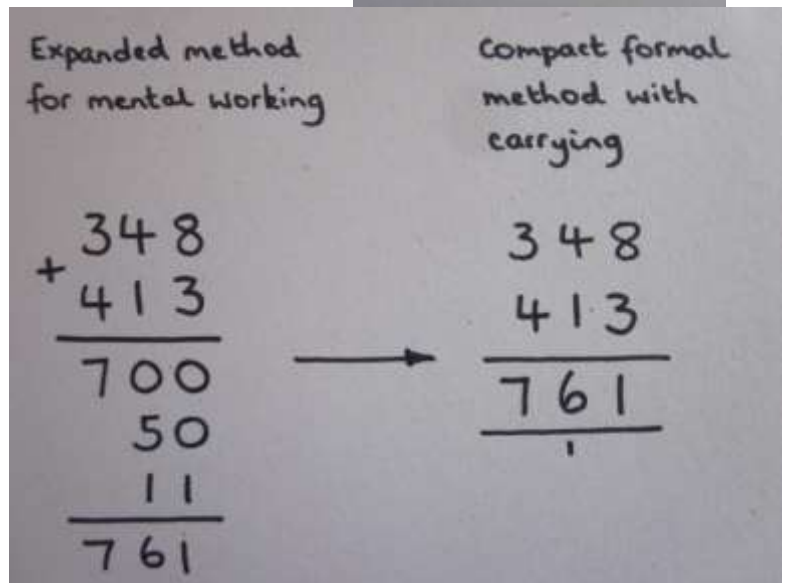 Expanded method
for mental working
348
+
413
700
50
11
761
Compact formal
method with
carrying
348
413
761
1